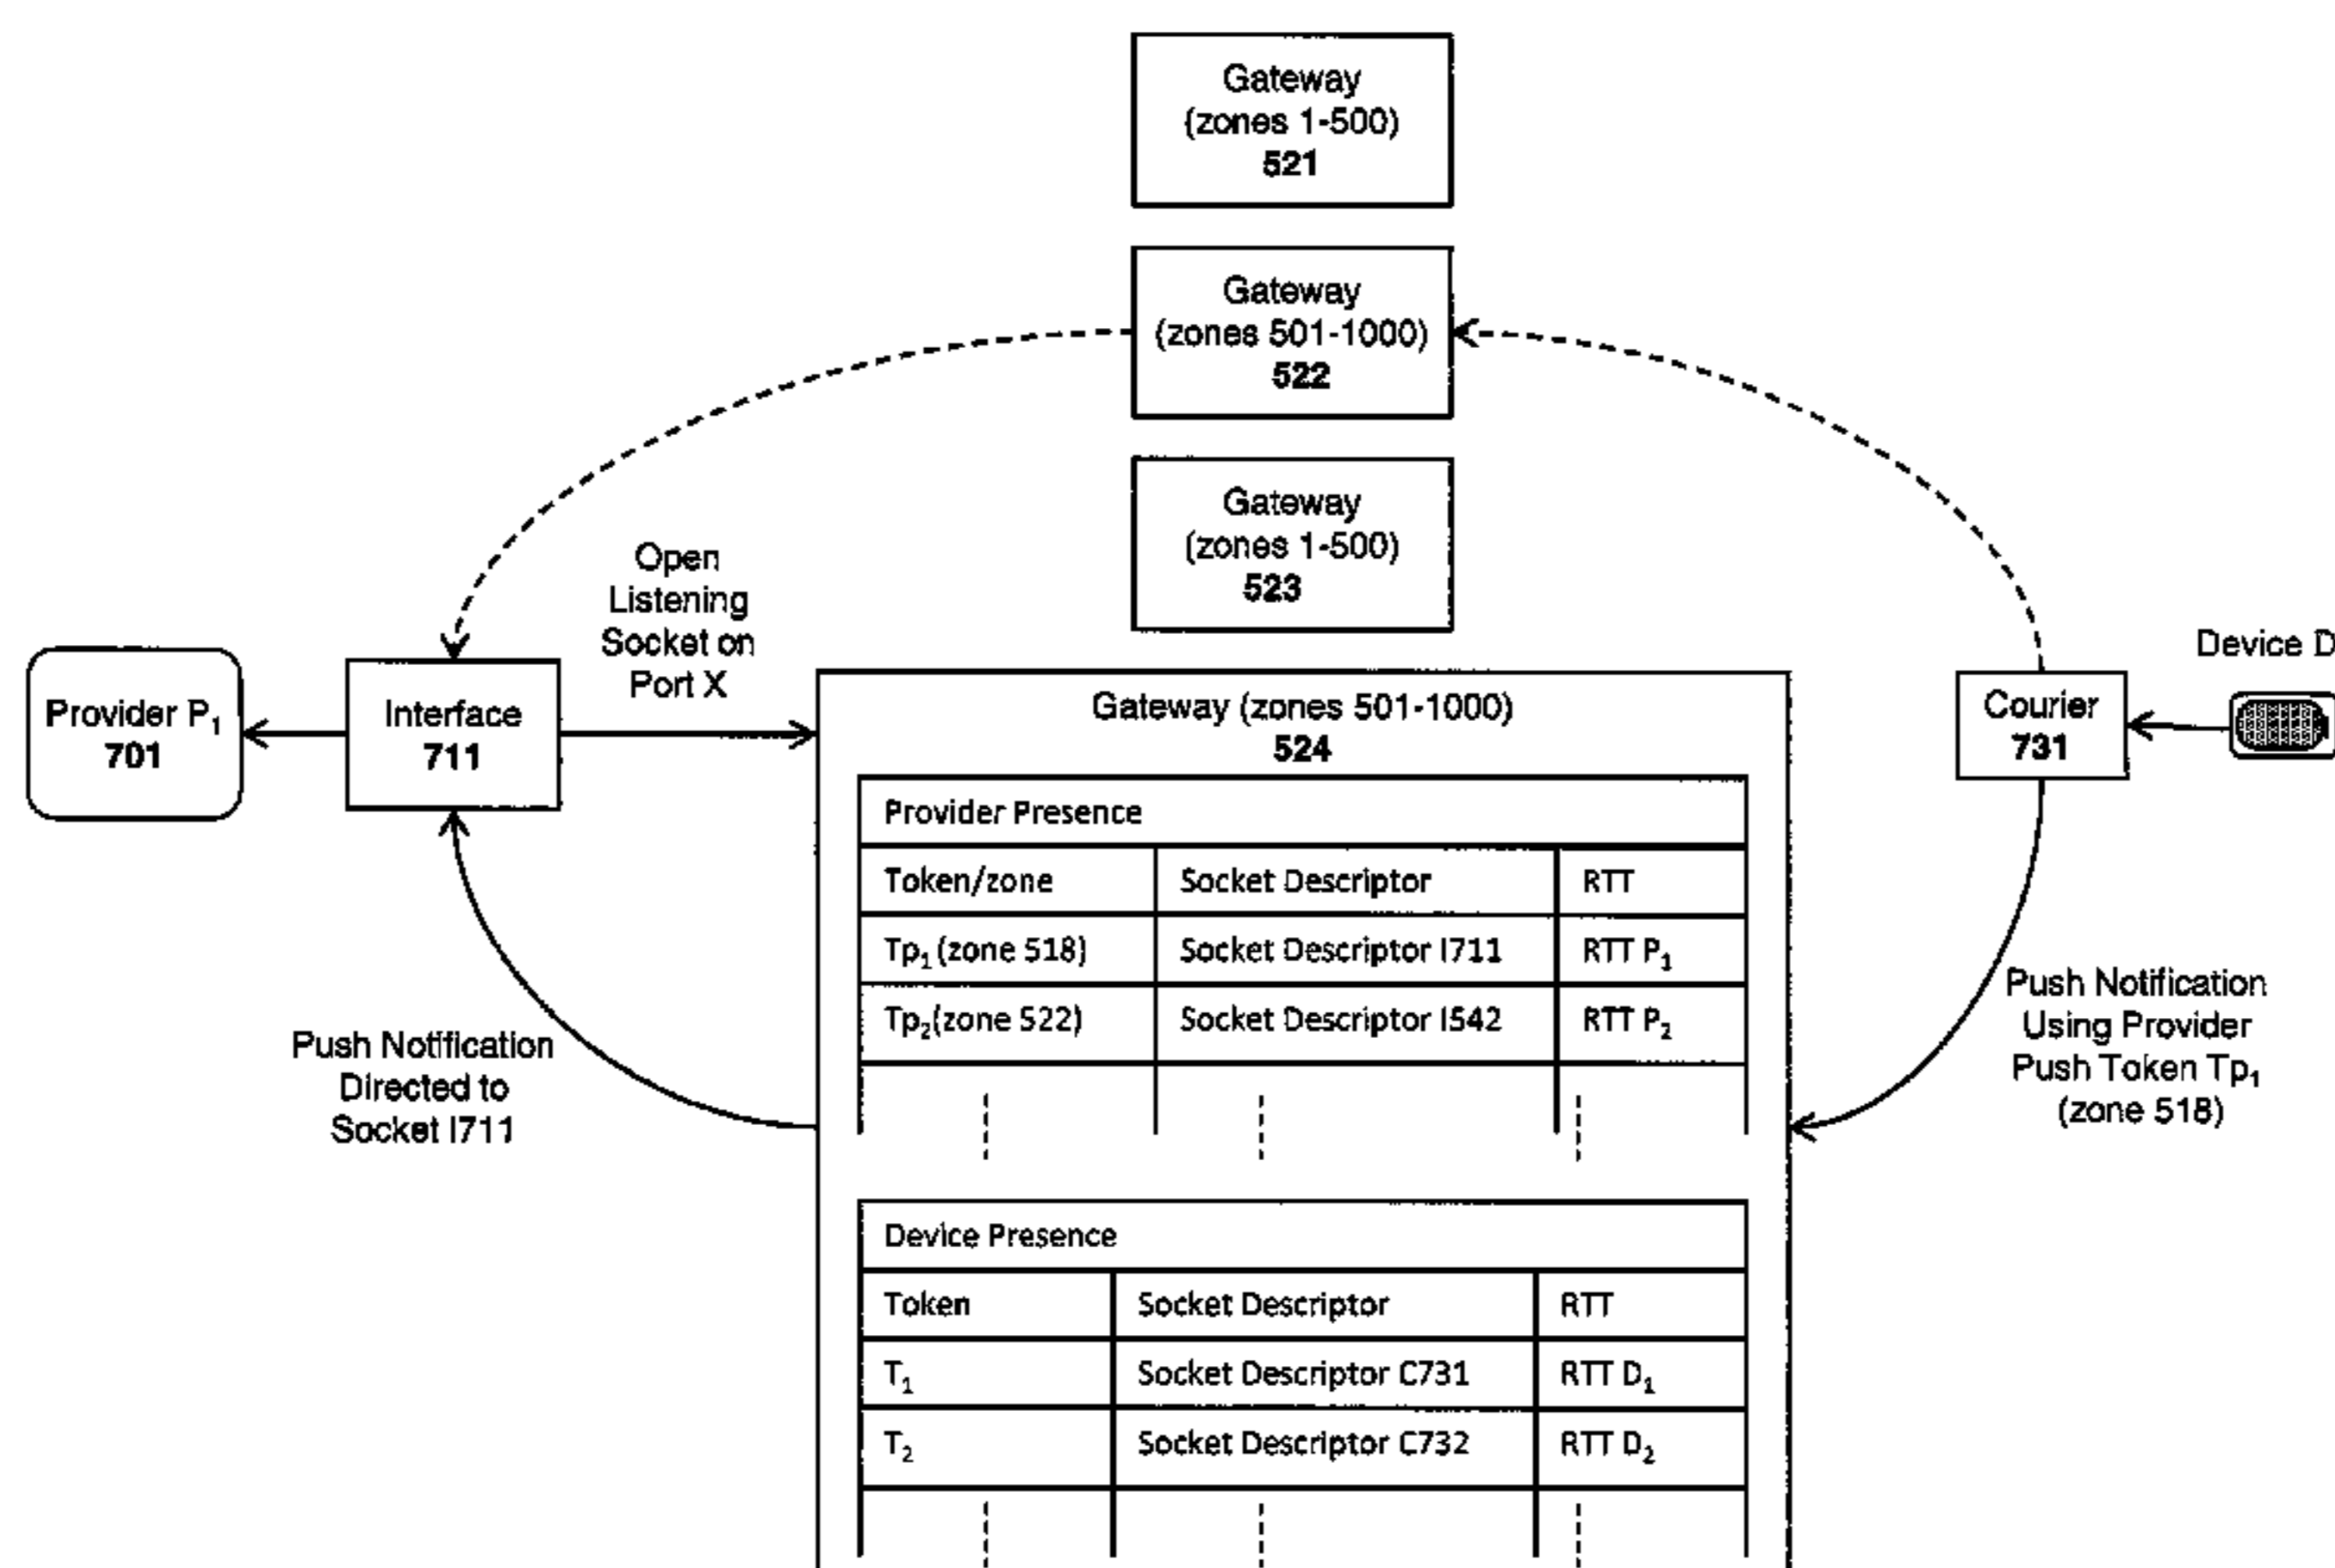 Gateway
(zones 1-500)
521
Gateway
(zones 501-1000)
522
Gateway
(zones 1-500)
523
Open
Listening
Socket on
Port X
Provider P₁
701
Interface
711
Gateway (zones 501-1000)
524
Courier
731
Device D
Provider Presence
Token/zone Socket Descriptor RTT
Tp₁ (zone 518) Socket Descriptor I711 RTT P₁
Tp₂(zone 522) Socket Descriptor I542 RTT P₂
Push Notification
Directed to
Socket I711
Push Notification
Using Provider
Push Token Tp₁
(zone 518)
Device Presence
Token Socket Descriptor RTT
T₁ Socket Descriptor C731 RTT D₁
T₂ Socket Descriptor C732 RTT D₂